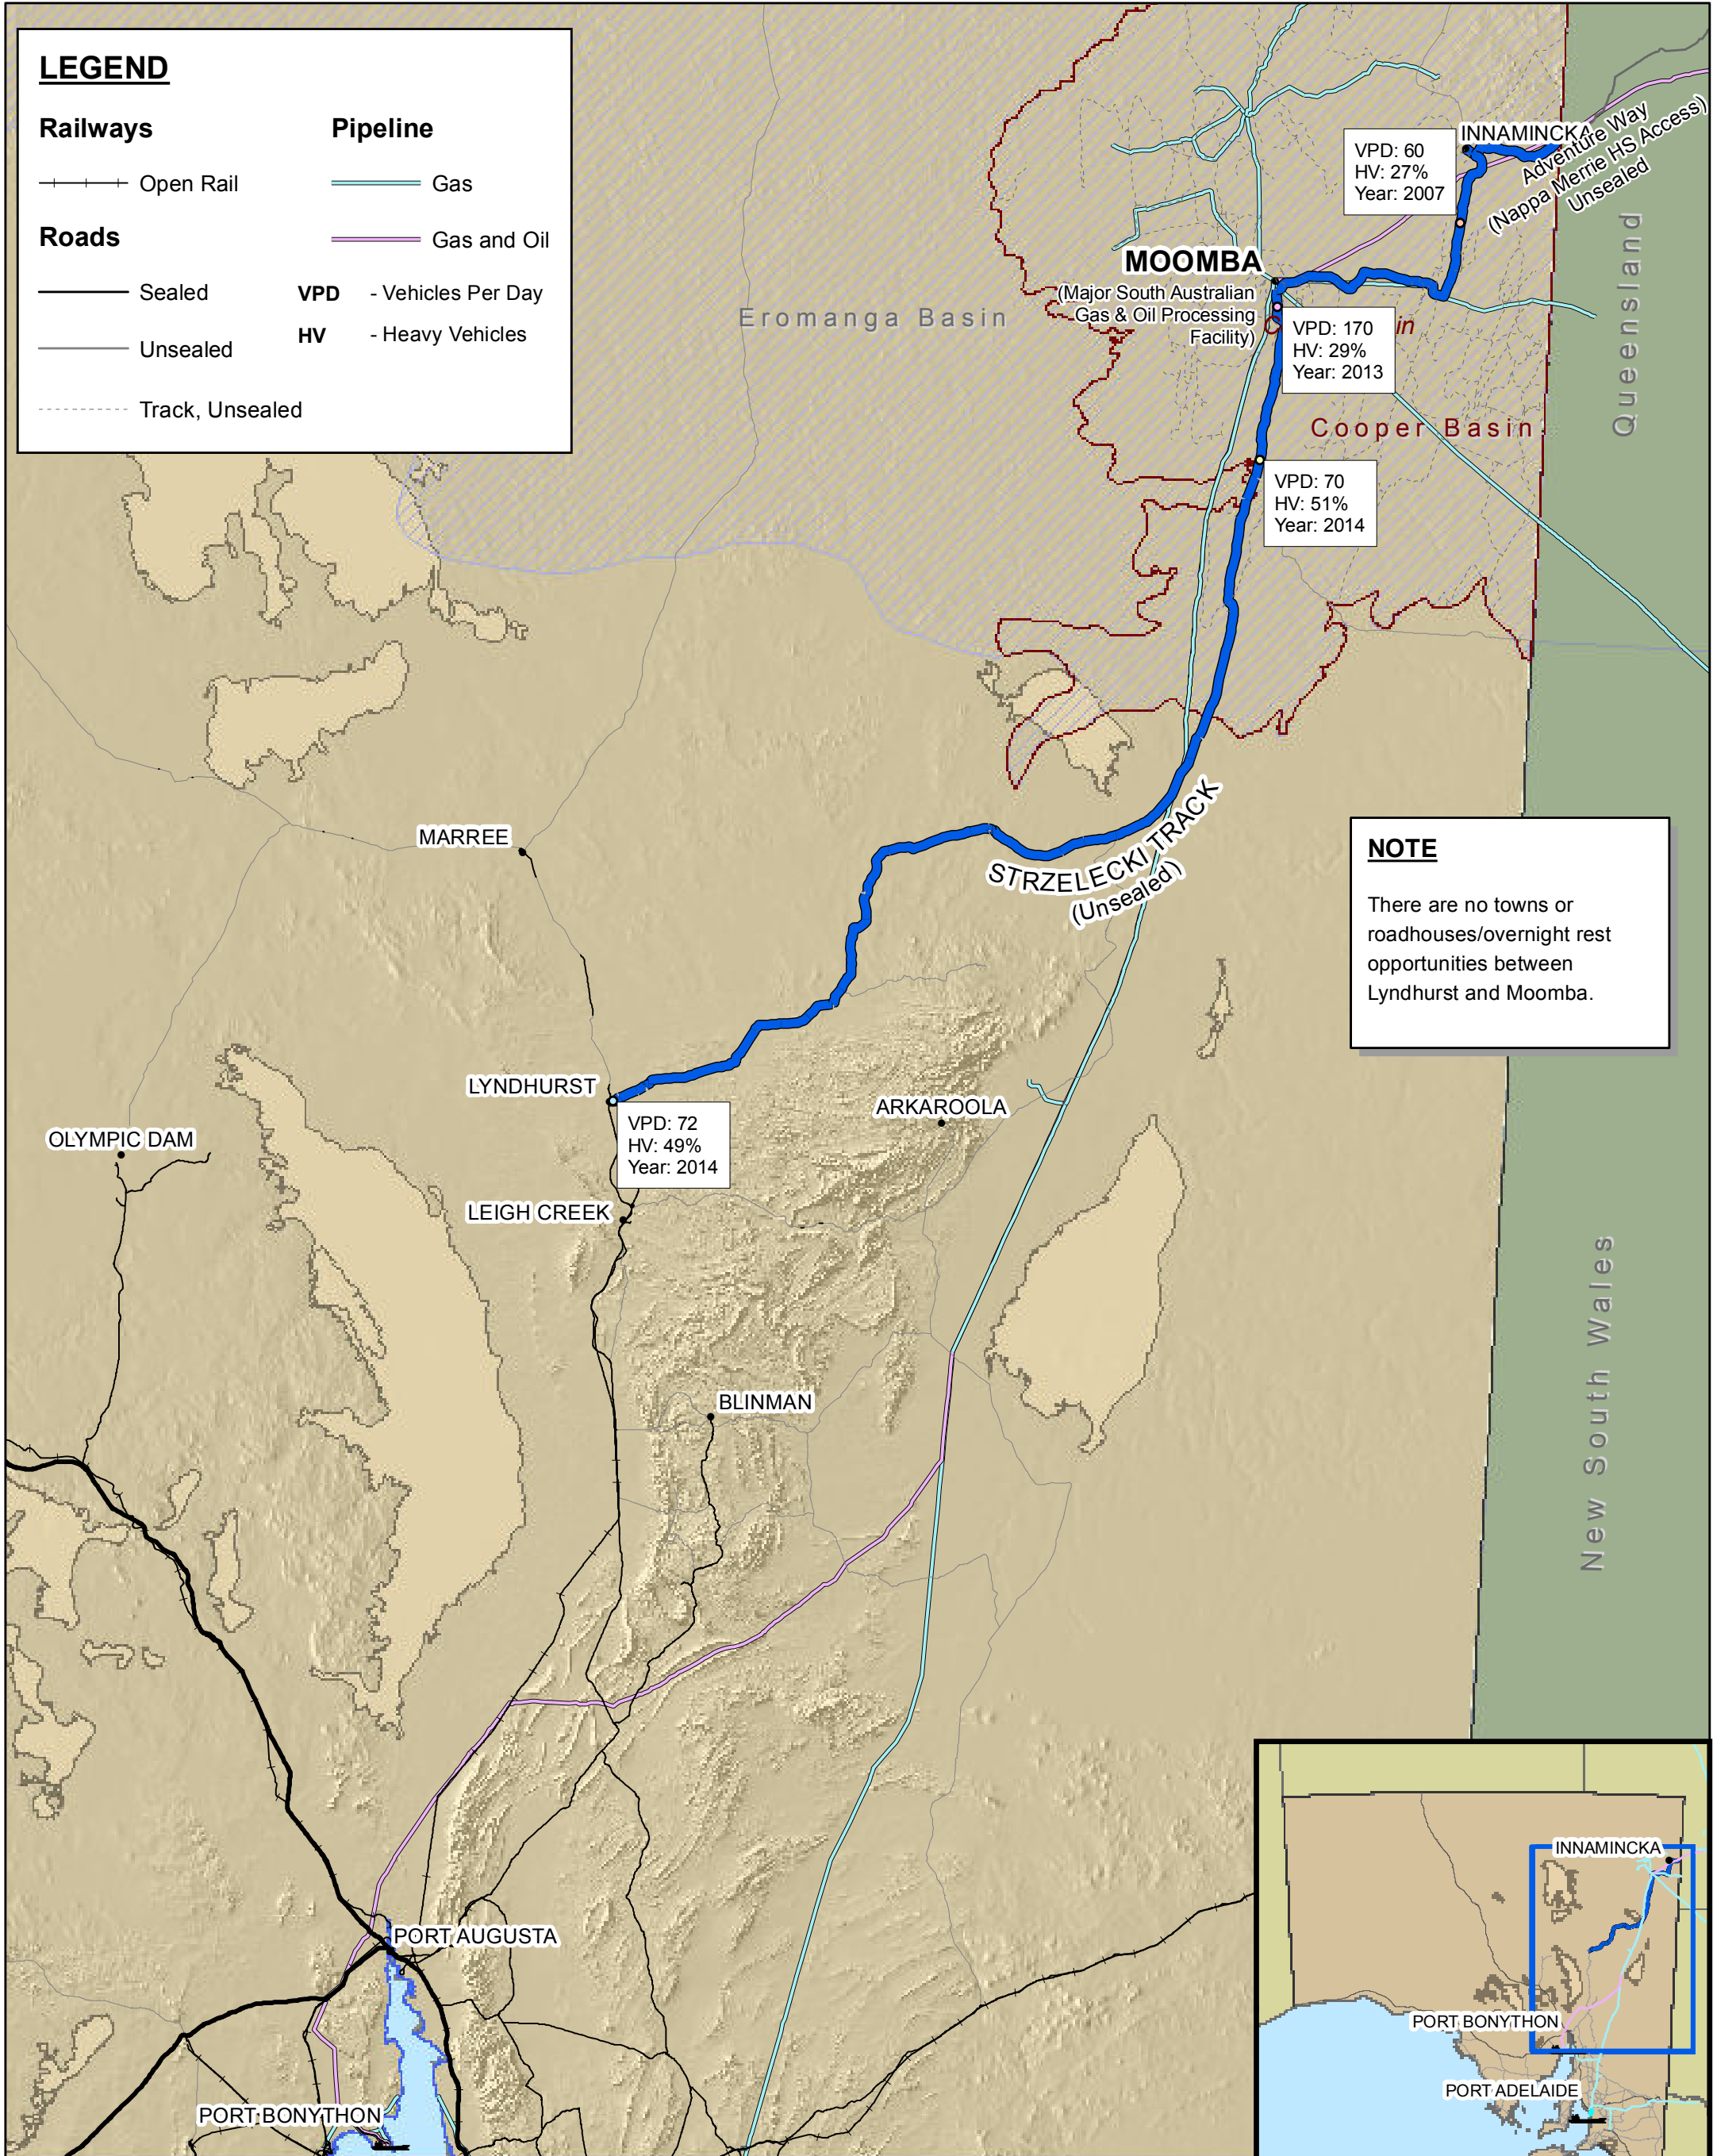 LEGEND
Railways
Open Rail
Roads
Sealed
Unsealed
Track, Unsealed
Pipeline
Gas
Gas and Oil
VPD - Vehicles Per Day
HV - Heavy Vehicles
INNAMINCKA
Adventure Way
(Nappa Merrie HS Access)
Unsealed
VPD: 60
HV: 27%
Year: 2007
Queensland
MOOMBA
(Major South Australian
Gas & Oil Processing
Facility)
Eromanga Basin
VPD: 170
HV: 29%
Year: 2013
in
Cooper Basin
VPD: 70
HV: 51%
Year: 2014
MARREE
STRZELECKI TRACK
(Unsealed)
NOTE
There are no towns or
roadhouses/overnight rest
opportunities between
Lyndhurst and Moomba.
LYNDHURST
VPD: 72
HV: 49%
Year: 2014
ARKAROOLA
OLYMPIC DAM
LEIGH CREEK
BLINMAN
New South Wales
PORT AUGUSTA
PORT BONYTHON
INNAMINCKA
PORT BONYTHON
PORT ADELAIDE